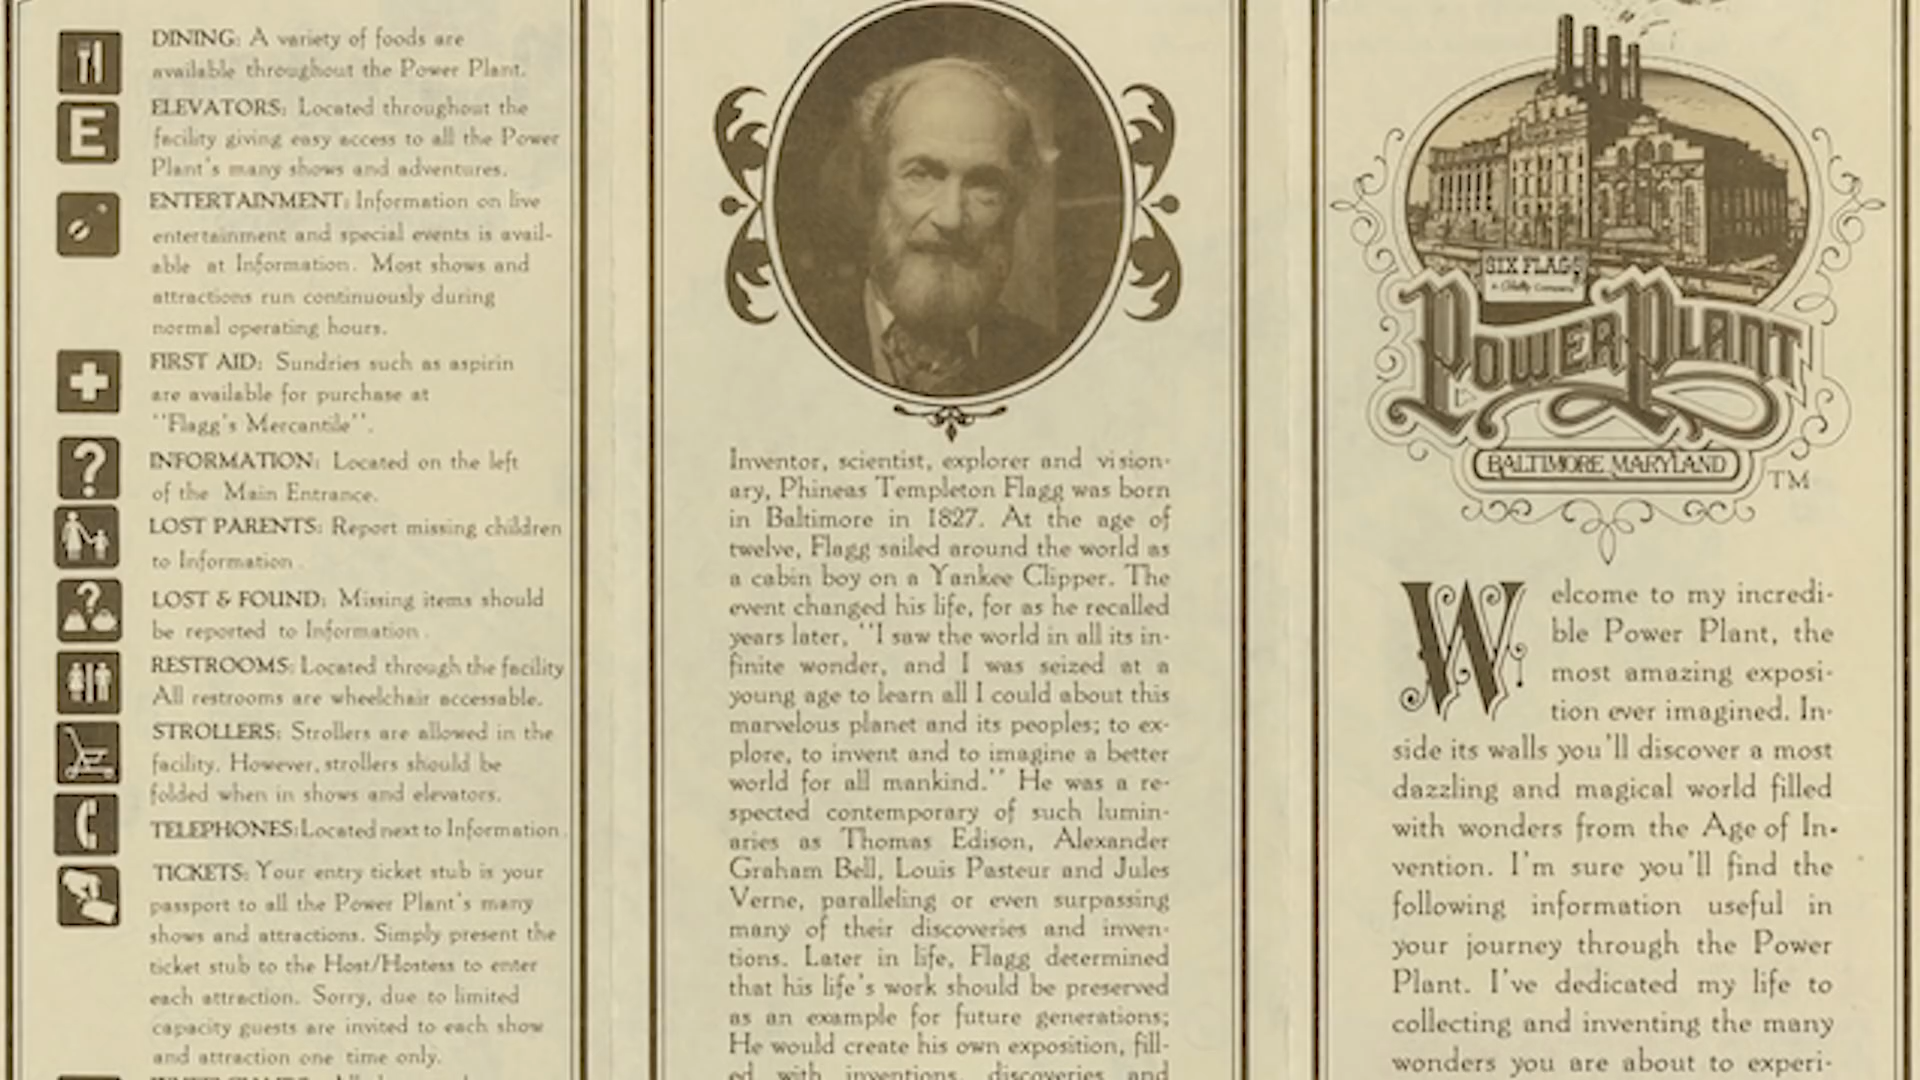 DINING: A variety of foods are
available throughout the Power Plant.
E
ELEVATORS: Located throughout the
facility giving easy access to all the Power
Plant's many shows and adventures.
ENTERTAINMENT: Information on live
entertainment and special events is avail-
able at Information. Most shows and
attractions run continuously during
normal operating hours.
FIRST AID: Sundries such as aspirin
are available for purchase at
"Flagg's Mercantile".
?
INFORMATION: Located on the left
of the Main Entrance.
LOST PARENTS: Report missing children
to Information.
?
LOST & FOUND: Missing items should
be reported to Information.
RESTROOMS: Located through the facility
All restrooms are wheelchair accessable.
STROLLERS: Strollers are allowed in the
facility. However, strollers should be
folded when in shows and elevators.
TELEPHONES: Located next to Information.
TICKETS: Your entry ticket stub is your
passport to all the Power Plant's many
shows and attractions. Simply present the
ticket stub to the Host/Hostess to enter
each attraction. Sorry, due to limited
capacity guests are invited to each show
and attraction one time only.
Inventor, scientist, explorer and vision-
ary, Phineas Templeton Flagg was born
in Baltimore in 1827. At the age of
twelve, Flagg sailed around the world as
a cabin boy on a Yankee Clipper. The
event changed his life, for as he recalled
years later, "I saw the world in all its in-
finite wonder, and I was seized at a
young age to learn all I could about this
marvelous planet and its peoples; to ex-
plore, to invent and to imagine a better
world for all mankind." He was a re-
spected contemporary of such lumin-
aries as Thomas Edison, Alexander
Graham Bell, Louis Pasteur and Jules
Verne, paralleling or even surpassing
many of their discoveries and inven-
tions. Later in life, Flagg determined
that his life's work should be preserved
as an example for future generations;
He would create his own exposition, fill-
ed with inventions, discoveries and
SIX FLAGS
a Bally Company
POWER PLANT
BALTIMORE MARYLAND TM
Welcome to my incredi-
ble Power Plant, the
most amazing exposi-
tion ever imagined. In-
side its walls you'll discover a most
dazzling and magical world filled
with wonders from the Age of In-
vention. I'm sure you'll find the
following information useful in
your journey through the Power
Plant. I've dedicated my life to
collecting and inventing the many
wonders you are about to experi-